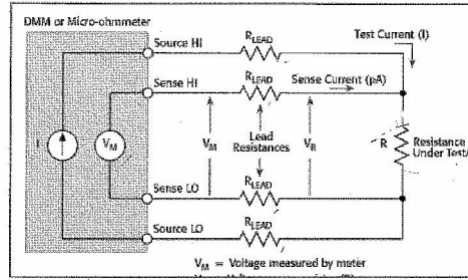 DMM or Micro-ohmmeter
Source HI
RLEAD
Test Current (I)
Sense HI
RLEAD
Sense Current (pA)
I
VM
VM
Lead
Resistances
VR
R
Resistance
Under Test
Sense LO
RLEAD
Source LO
RLEAD
VM = Voltage measured by meter